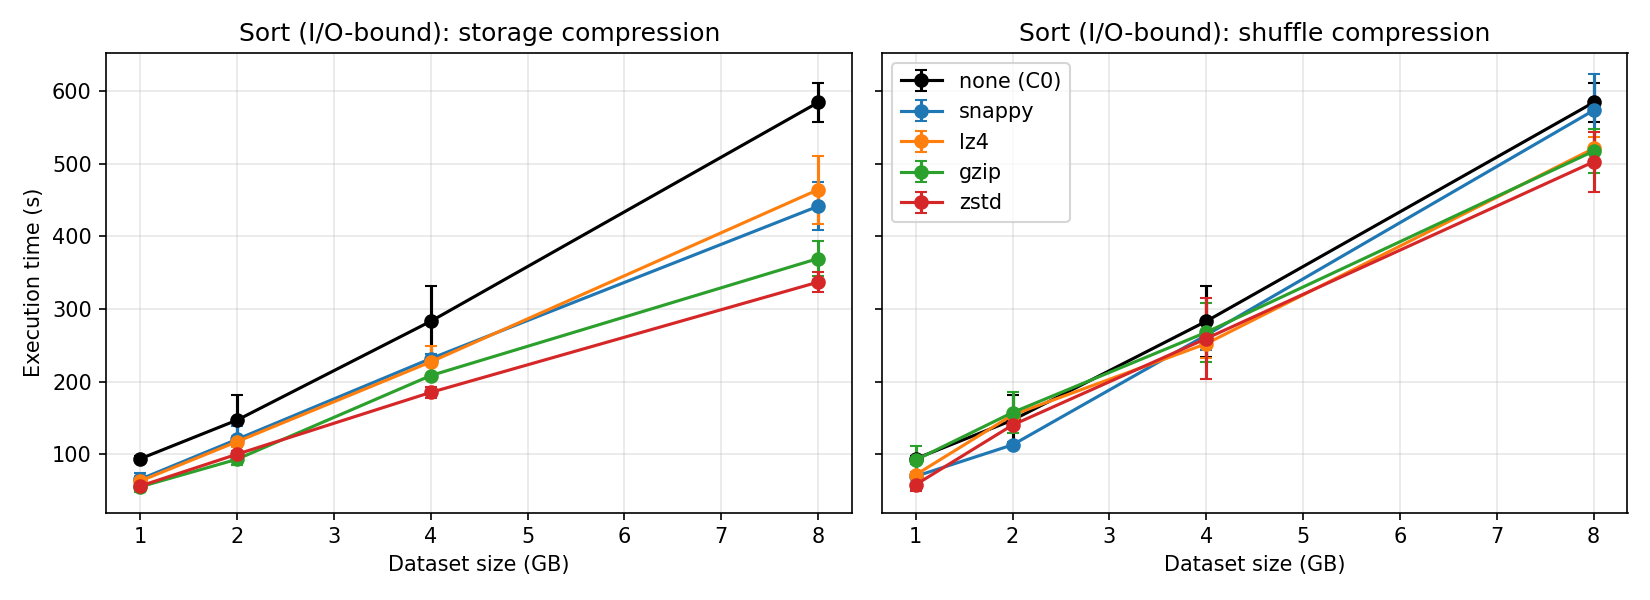 Sort (I/O-bound): storage compression
Execution time (s)
600
500
400
300
200
100
1 2 3 4 5 6 7 8
Dataset size (GB)
Sort (I/O-bound): shuffle compression
none (C0)
snappy
lz4
gzip
zstd
1 2 3 4 5 6 7 8
Dataset size (GB)